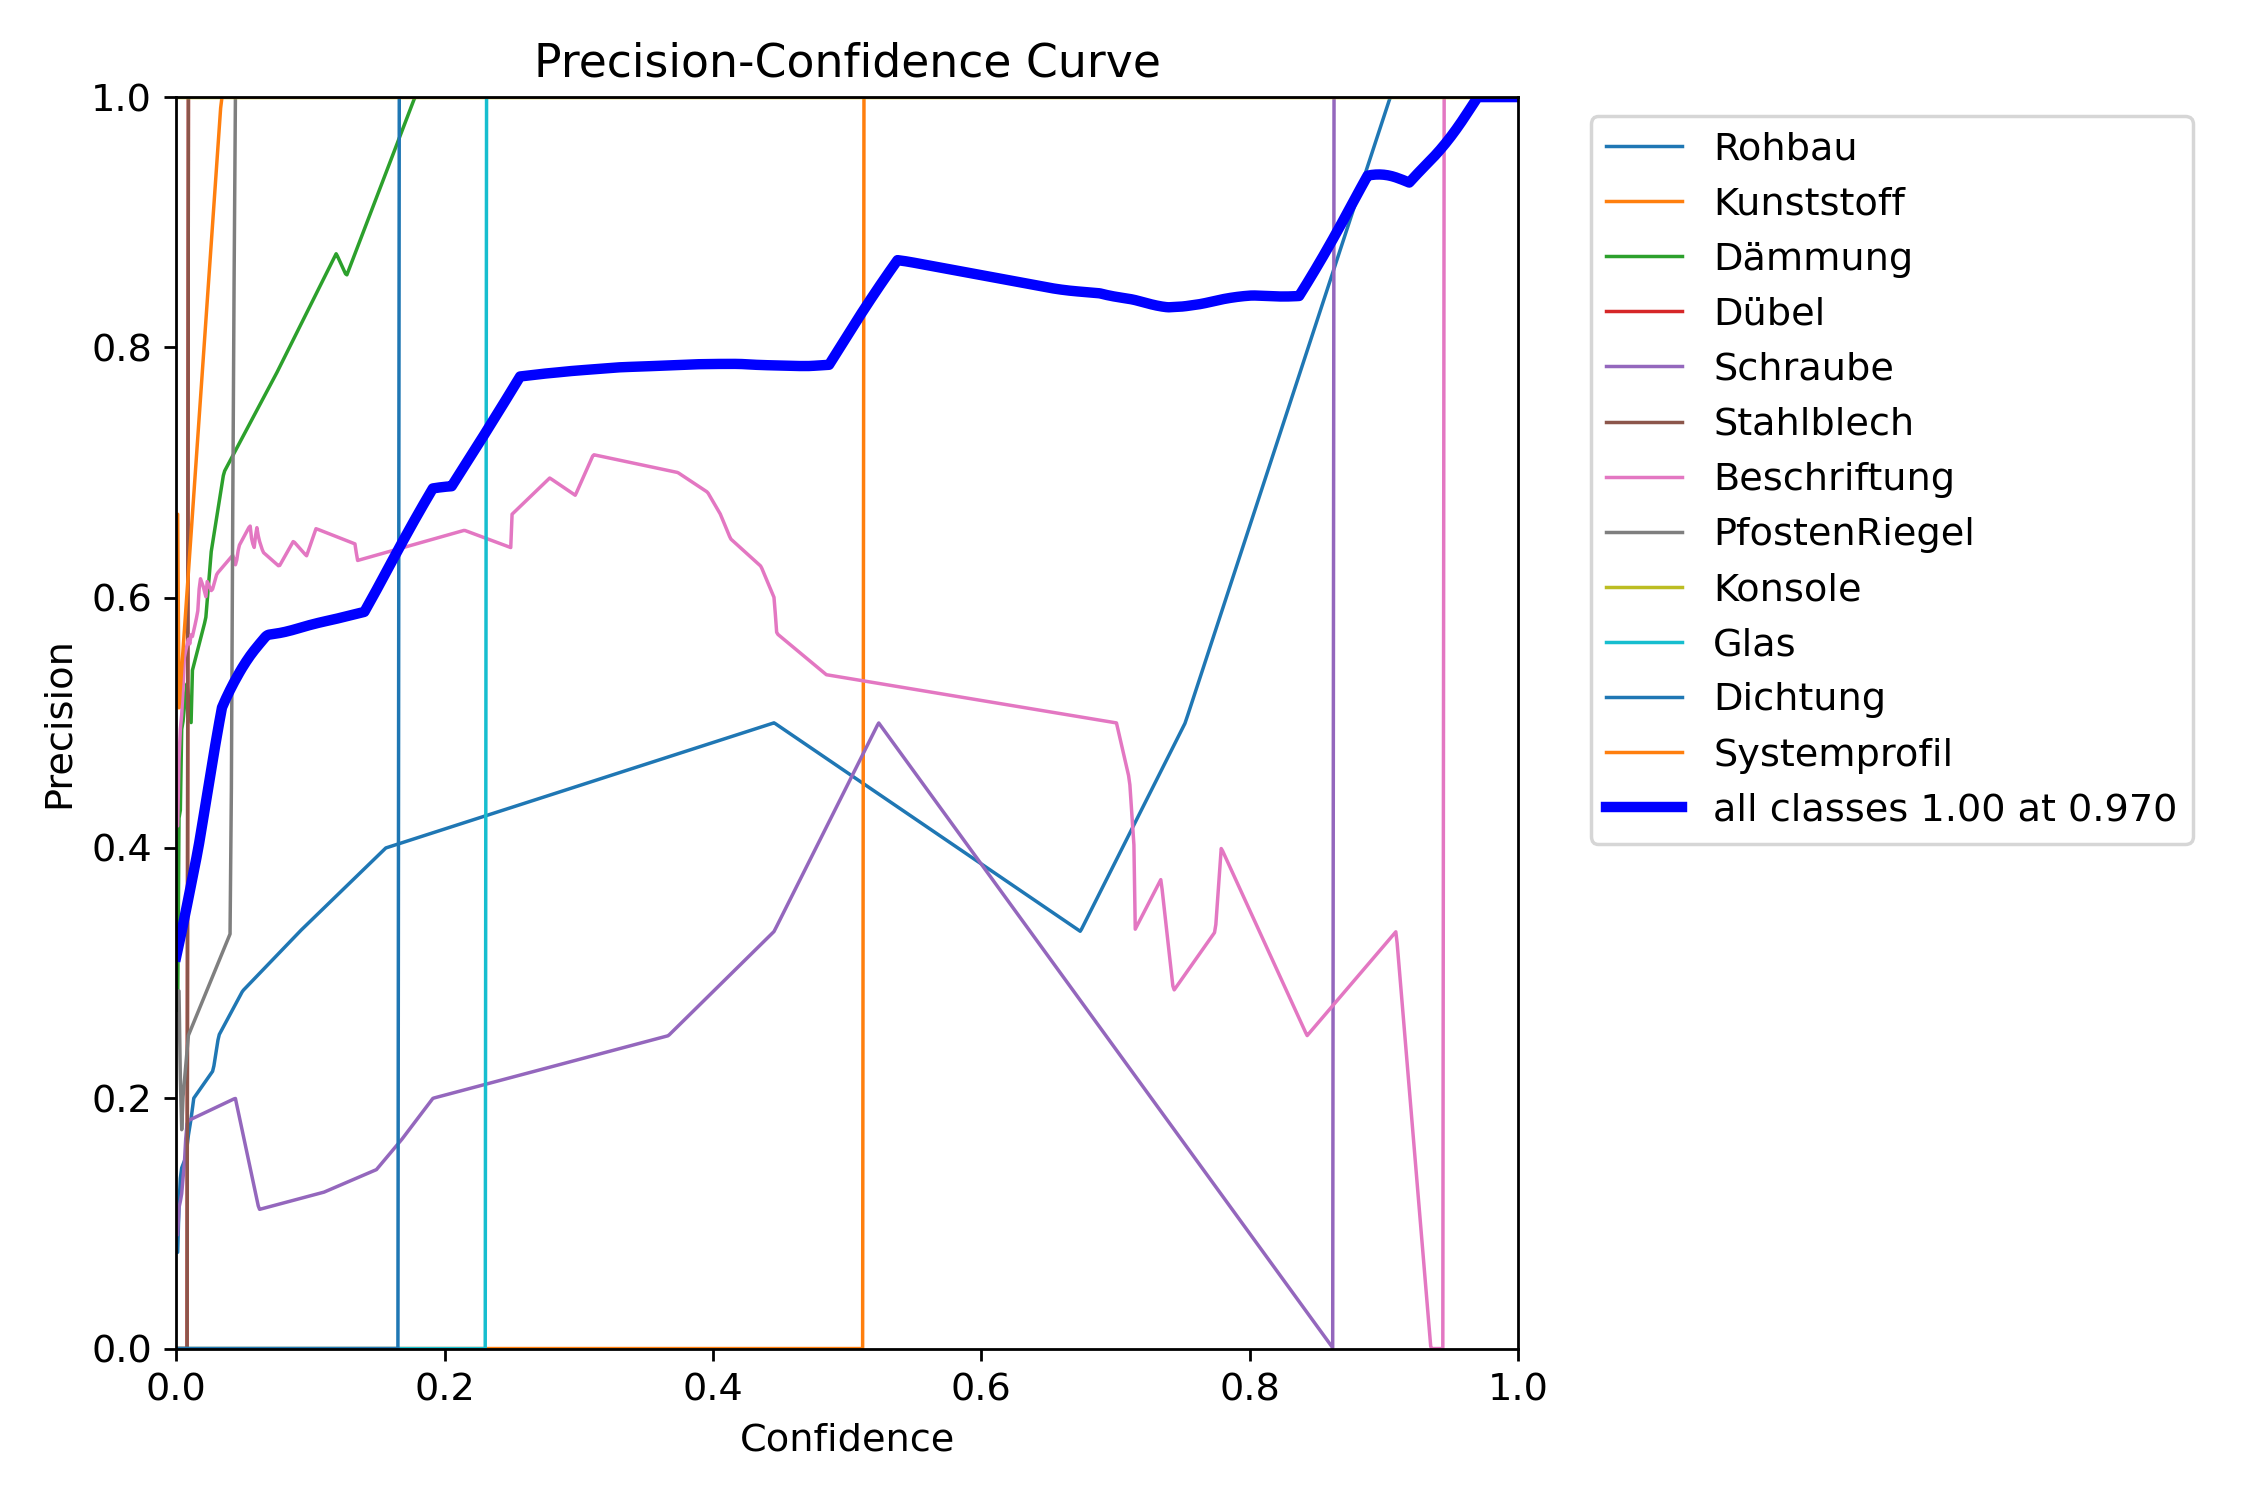 Precision-Confidence Curve
1.0
0.8
0.6
0.4
0.2
0.0
Precision
0.0 0.2 0.4 0.6 0.8 1.0
Confidence
Rohbau
Kunststoff
Dämmung
Dübel
Schraube
Stahlblech
Beschriftung
PfostenRiegel
Konsole
Glas
Dichtung
Systemprofil
all classes 1.00 at 0.970